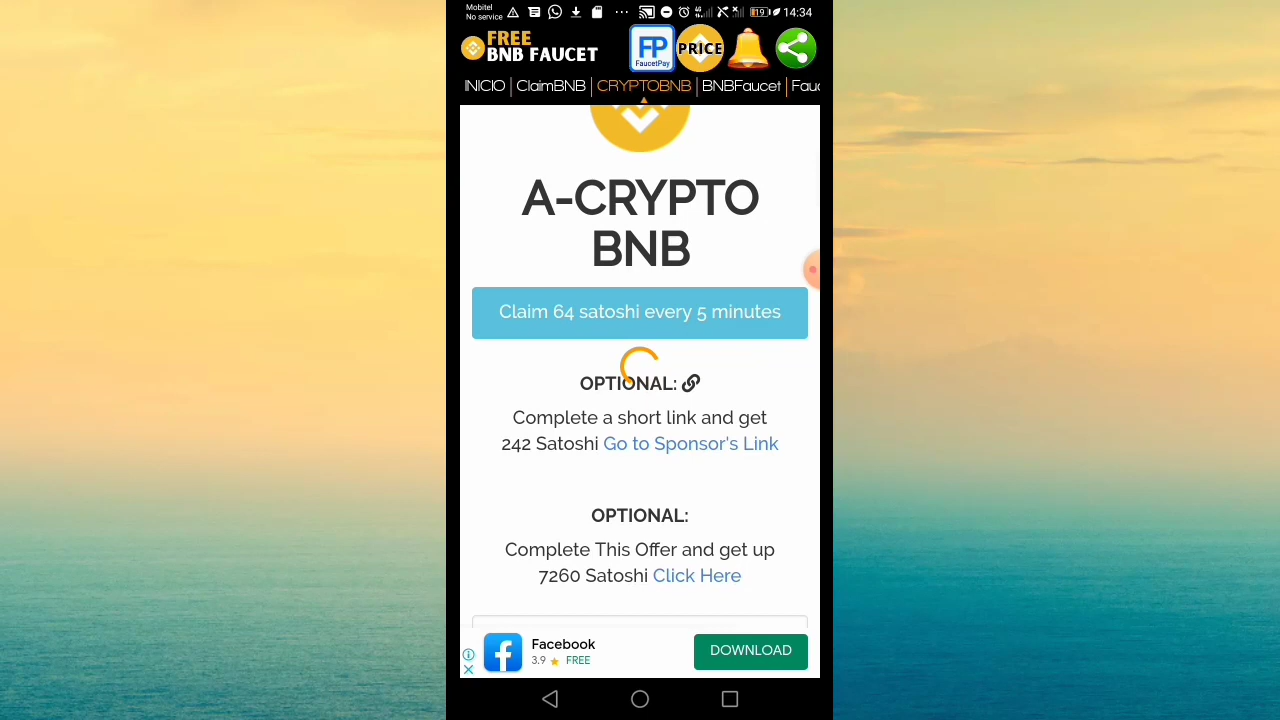 Mobitel
No service
19 14:34
FREE
BNB FAUCET
FP
FaucetPay
PRICE
INICIO ClaimBNB CRYPTOBNB BNBFaucet Fauc
A-CRYPTO
BNB
Claim 64 satoshi every 5 minutes
OPTIONAL:
Complete a short link and get
242 Satoshi Go to Sponsor's Link
OPTIONAL:
Complete This Offer and get up
7260 Satoshi Click Here
Facebook
3.9 ★ FREE
DOWNLOAD